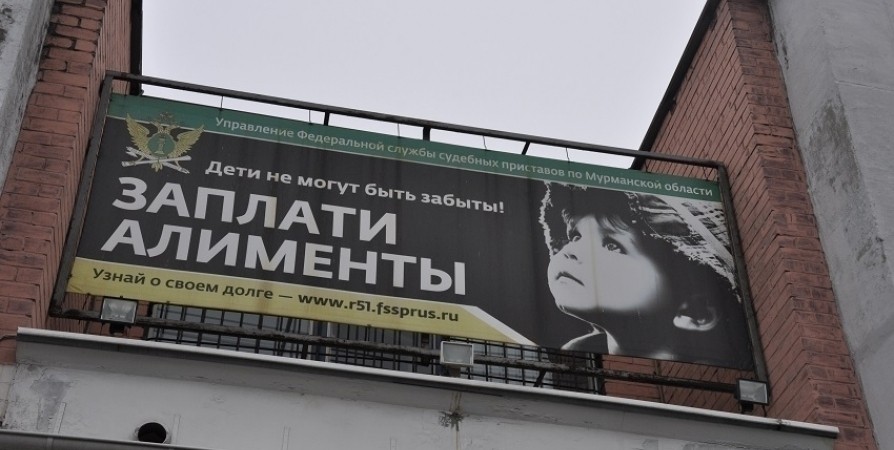 Управление Федеральной службы судебных приставов по Мурманской области
Дети не могут быть забыты!
ЗАПЛАТИ
АЛИМЕНТЫ
Узнай о своем долге — www.r51.fssprus.ru